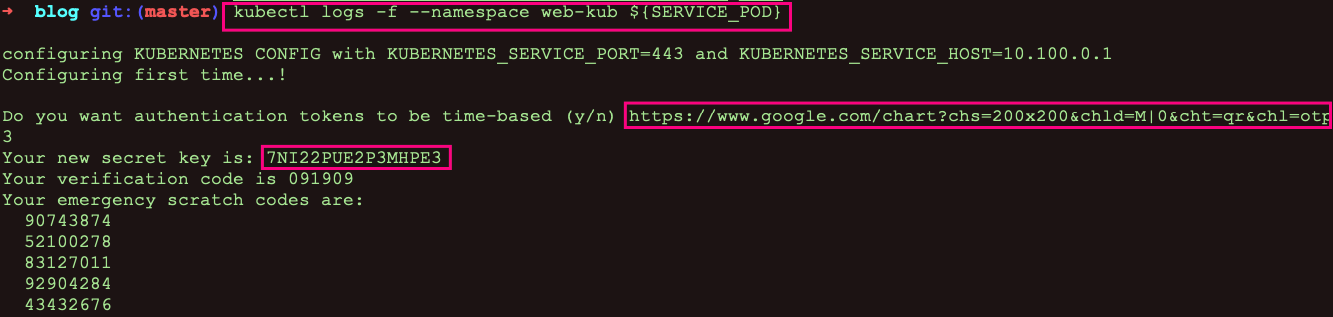 ➜ blog git:(master) kubectl logs -f --namespace web-kub ${SERVICE_POD}
configuring KUBERNETES CONFIG with KUBERNETES_SERVICE_PORT=443 and KUBERNETES_SERVICE_HOST=10.100.0.1
Configuring first time...!
Do you want authentication tokens to be time-based (y/n) https://www.google.com/chart?chs=200x200&chld=M|0&cht=qr&chl=otp
3
Your new secret key is: 7NI22PUE2P3MHPE3
Your verification code is 091909
Your emergency scratch codes are:
90743874
52100278
83127011
92904284
43432676